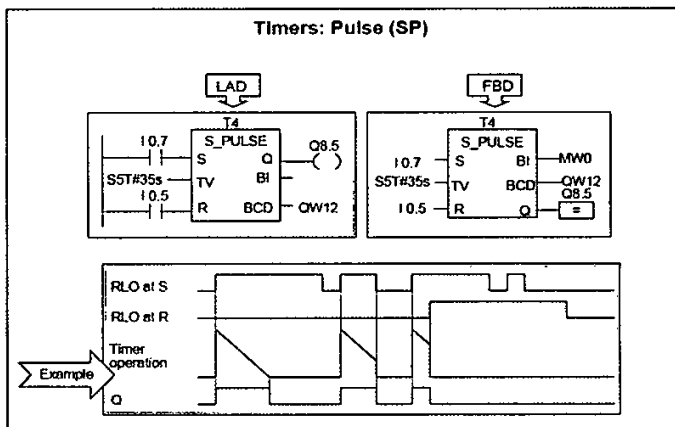 Timers: Pulse (SP)
LAD
FBD
T4
S_PULSE
I 0.7
S
Q
Q8.5
S5T#35s
TV
BI
I 0.5
R
BCD
QW12
T4
S_PULSE
I 0.7
S
BI
MW0
S5T#35s
TV
BCD
QW12
Q8.5
I 0.5
R
Q
=
RLO at S
RLO at R
Timer
operation
Example
Q